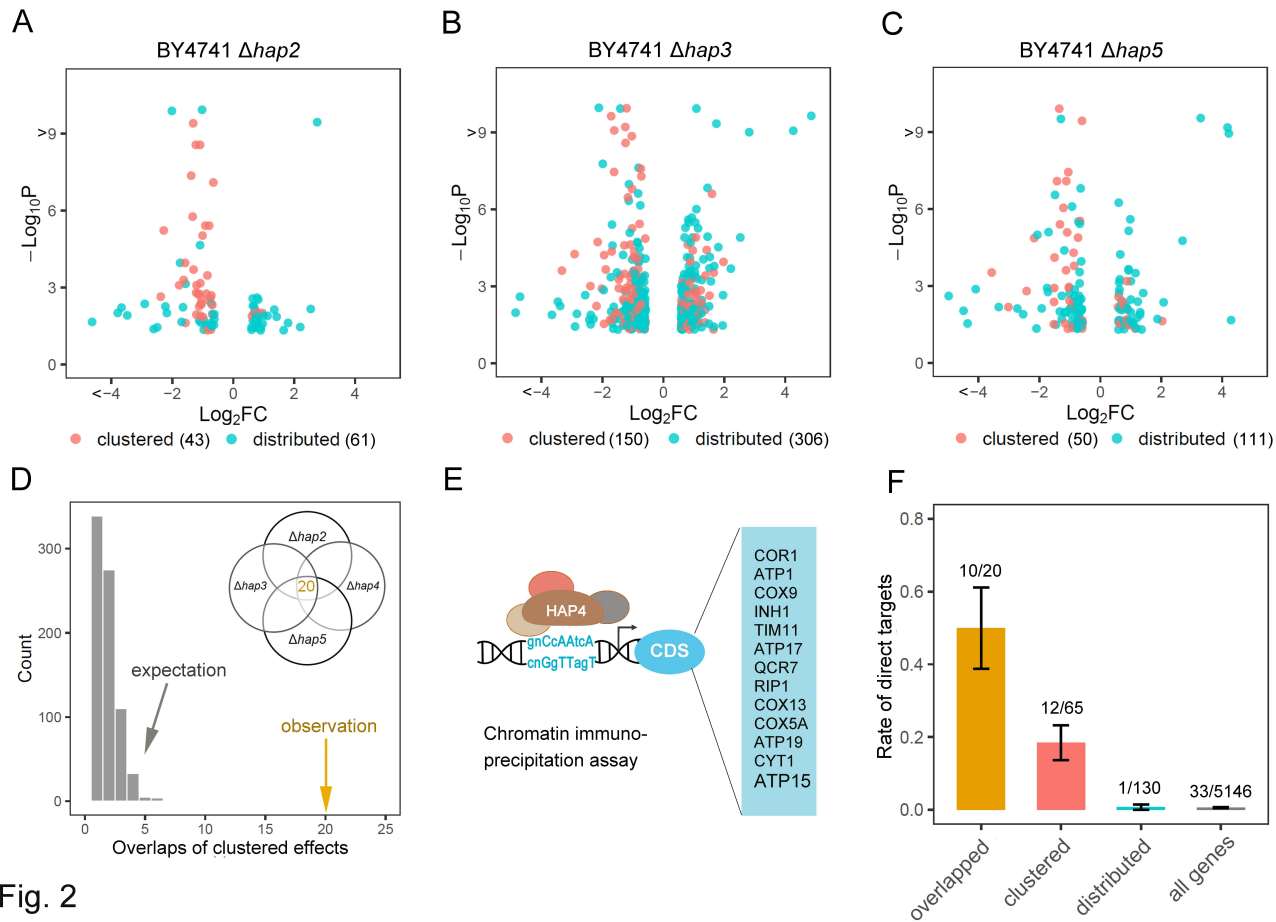 A
BY4741 Δhap2
−Log10P
>9
6
3
0
<−4
−2
0
2
4
Log2FC
clustered (43)
distributed (61)
B
BY4741 Δhap3
−Log10P
>9
6
3
0
<−4
−2
0
2
4
Log2FC
clustered (150)
distributed (306)
C
BY4741 Δhap5
−Log10P
>9
6
3
0
<−4
−2
0
2
4
Log2FC
clustered (50)
distributed (111)
D
Count
300
200
100
0
0
5
10
15
20
25
Overlaps of clustered effects
expectation
observation
Δhap2
Δhap3
20
Δhap4
Δhap5
E
HAP4
gnCcAAtcA
cnGgTTagT
CDS
Chromatin immuno-
precipitation assay
COR1
ATP1
COX9
INH1
TIM11
ATP17
QCR7
RIP1
COX13
COX5A
ATP19
CYT1
ATP15
F
Rate of direct targets
0.8
0.6
0.4
0.2
0.0
10/20
12/65
1/130
33/5146
overlapped
clustered
distributed
all genes
Fig. 2